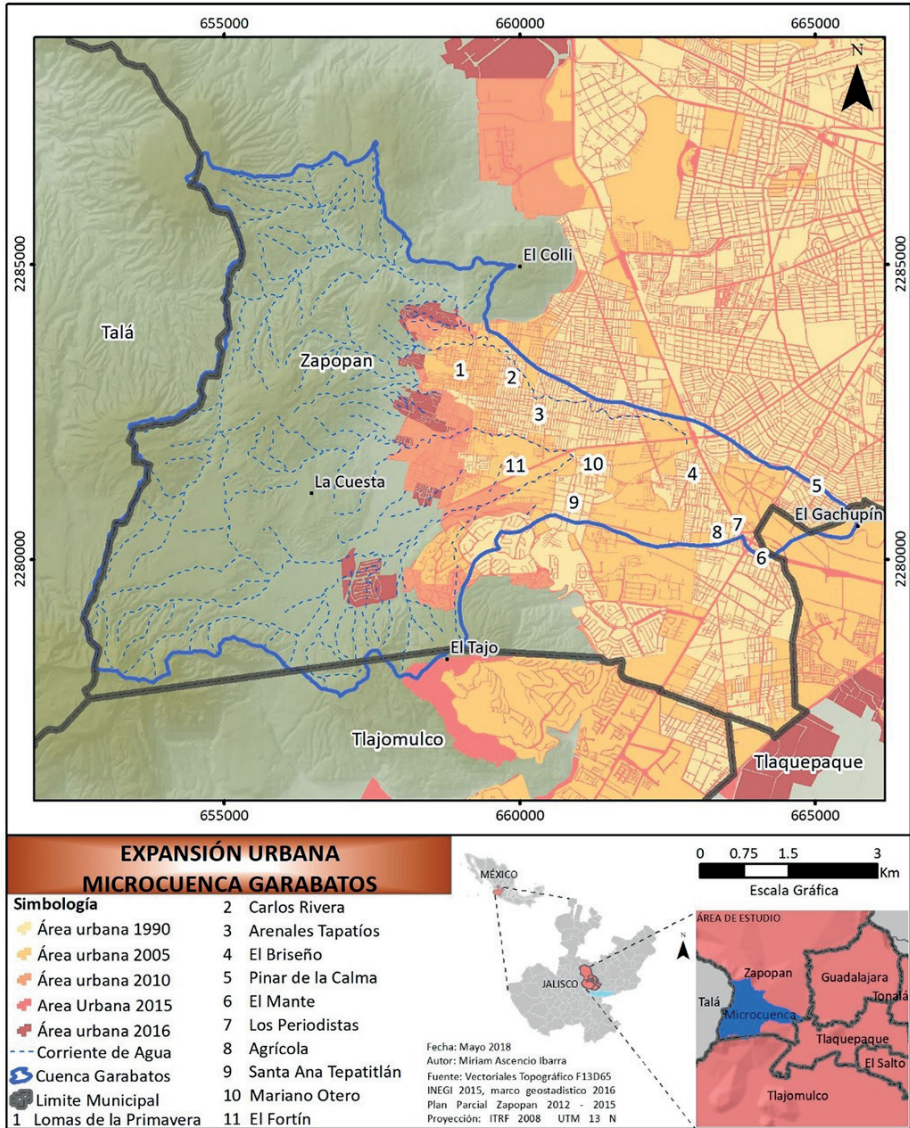 655000 660000 665000
N
2285000 2285000
El Colli
Talá
Zapopan
1
2
3
La Cuesta
11
10
4
5
9
El Gachupín
8
7
6
2280000 2280000
El Tajo
Tlajomulco
Tlaquepaque
655000 660000 665000
EXPANSIÓN URBANA
MICROCUENCA GARABATOS
Simbología
Área urbana 1990
Área urbana 2005
Área urbana 2010
Area Urbana 2015
Área urbana 2016
Corriente de Agua
Cuenca Garabatos
Limite Municipal
1 Lomas de la Primavera
2 Carlos Rivera
3 Arenales Tapatíos
4 El Briseño
5 Pinar de la Calma
6 El Mante
7 Los Periodistas
8 Agrícola
9 Santa Ana Tepatitlán
10 Mariano Otero
11 El Fortín
MÉXICO
JALISCO
N
Fecha: Mayo 2018
Autor: Miriam Ascencio Ibarra
Fuente: Vectoriales Topográfico F13D65
INEGI 2015, marco geostadistico 2016
Plan Parcial Zapopan 2012 - 2015
Proyección: ITRF 2008 UTM 13 N
0 0.75 1.5 3
Km
Escala Gráfica
ÁREA DE ESTUDIO
Zapopan
Guadalajara
Talá
Tonalá
Microcuenca
Tlaquepaque
El Salto
Tlajomulco